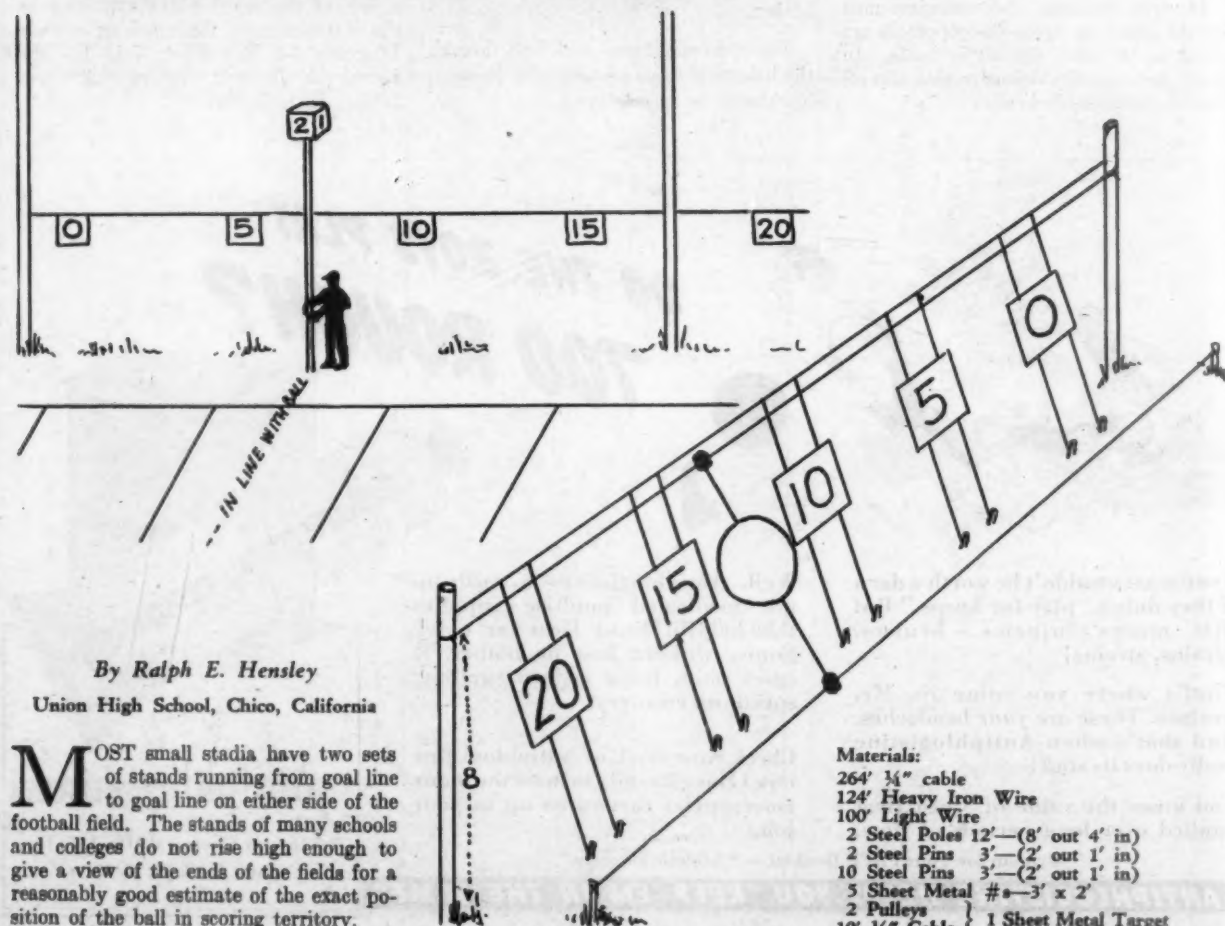 2 1
0 5 10 15 20
-- IN LINE WITH BALL
0
5
10
15
20
8
By Ralph E. Hensley
Union High School, Chico, California
MOST small stadia have two sets
of stands running from goal line
to goal line on either side of the
football field. The stands of many schools
and colleges do not rise high enough to
give a view of the ends of the fields for a
reasonably good estimate of the exact po-
sition of the ball in scoring territory.
Materials:
264' ¼" cable
124' Heavy Iron Wire
100' Light Wire
2 Steel Poles 12'—(8' out 4' in)
2 Steel Pins 3'—(2' out 1' in)
10 Steel Pins 3'—(2' out 1' in)
5 Sheet Metal #s—3' x 2'
2 Pulleys
1 Sheet Metal Target